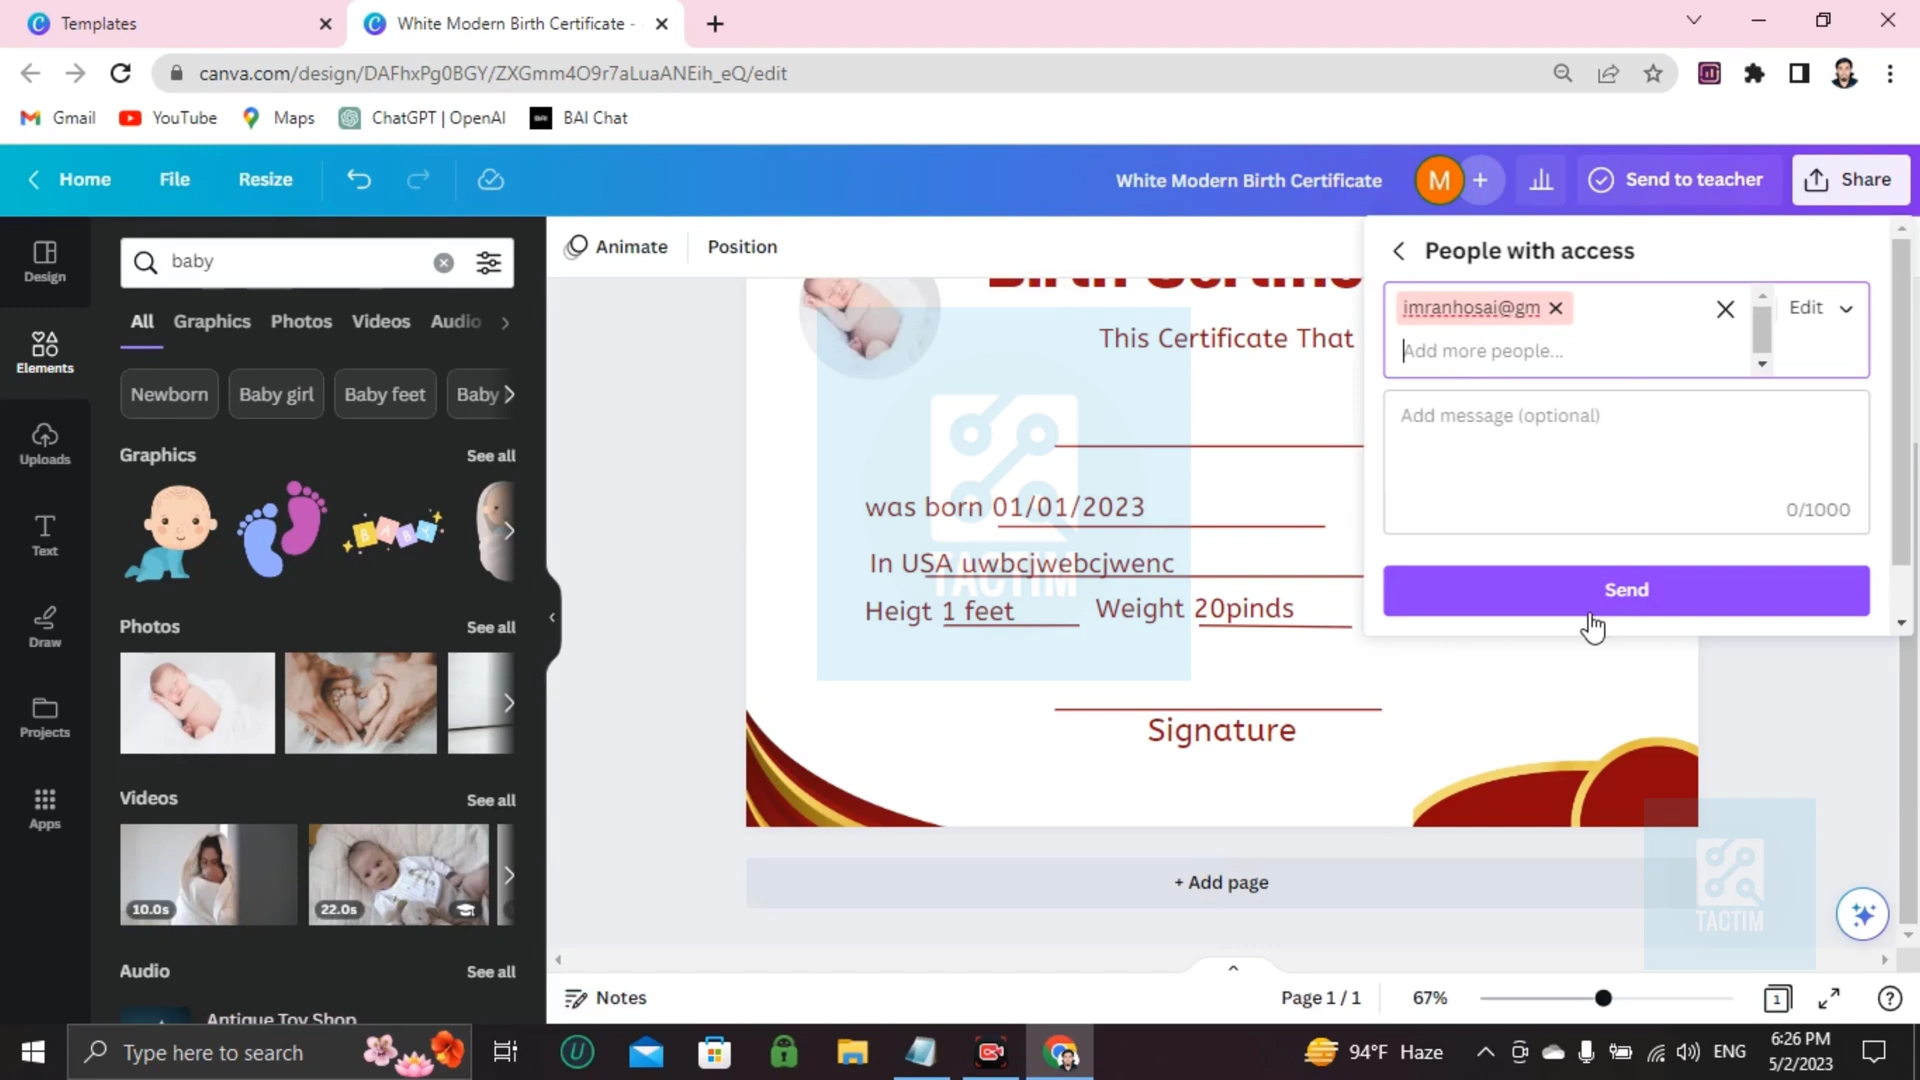 Templates
White Modern Birth Certificate -
canva.com/design/DAFhxPg0BGY/ZXGmm4O9r7aLuaANEih_eQ/edit
Gmail YouTube Maps ChatGPT | OpenAI BAI Chat
Home File Resize White Modern Birth Certificate M + Send to teacher Share
Design
Elements
Uploads
Text
Draw
Projects
Apps
baby
All Graphics Photos Videos Audio
Newborn Baby girl Baby feet Baby
Graphics See all
BABY
Photos See all
Videos See all
10.0s 22.0s
Audio See all
Antique Toy Shop
Animate Position
This Certificate That
was born 01/01/2023
In USA uwbcjwebcjwenc
Heigt 1 feet Weight 20pinds
TACTIM
Signature
+ Add page
TACTIM
People with access
imranhosai@gm Edit
Add more people...
Add message (optional)
0/1000
Send
Notes Page 1 / 1 67% 1
Type here to search 94°F Haze ENG 6:26 PM
5/2/2023